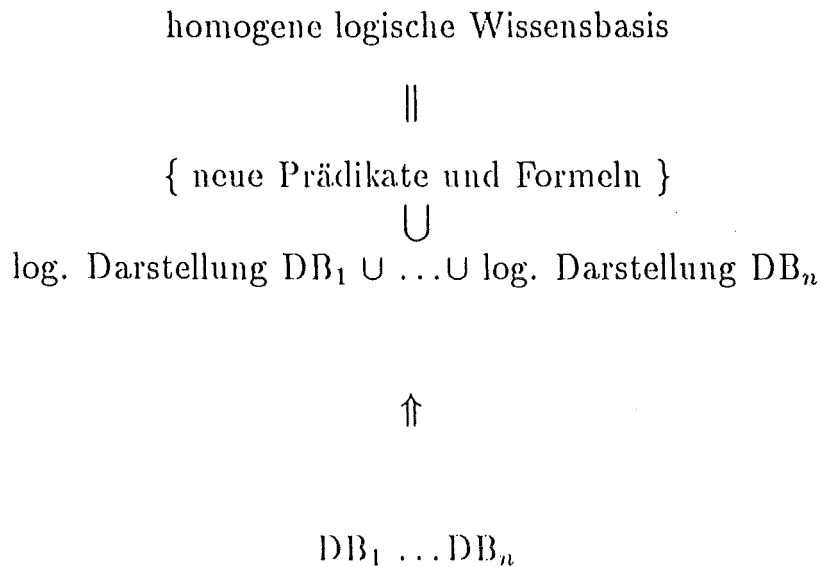 homogene logische Wissensbasis
||
{ neue Prädikate und Formeln }
∪
log. Darstellung DB₁ ∪ ...∪ log. Darstellung DBₙ
⇑
DB₁ ...DBₙ